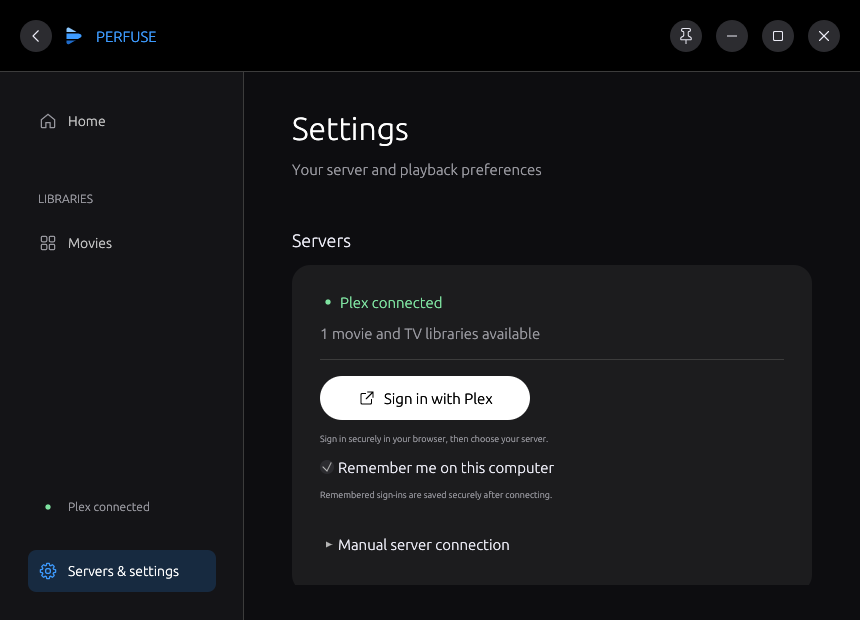 PERFUSE
Home
LIBRARIES
Movies
Plex connected
Servers & settings
Settings
Your server and playback preferences
Servers
Plex connected
1 movie and TV libraries available
Sign in with Plex
Sign in securely in your browser, then choose your server.
Remember me on this computer
Remembered sign-ins are saved securely after connecting.
Manual server connection